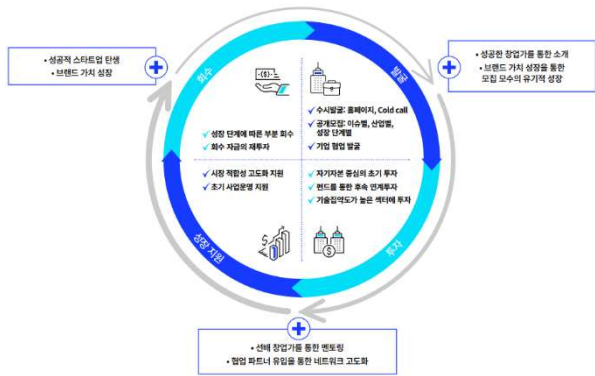 • 성공적 스타트업 탄생
• 브랜드 가치 성장
회수
발굴
• 성공한 창업가를 통한 소개
• 브랜드 가치 성장을 통한
모집 모수의 유기적 성장
-($)-
✓ 성장 단계에 따른 부분 회수
✓ 회수 자금의 재투자
✓ 수시발굴: 홈페이지, Cold call
✓ 공개모집: 이슈별, 산업별,
성장 단계별
✓ 기업 협업 발굴
✓ 시장 적합성 고도화 지원
✓ 초기 사업운영 지원
✓ 자기자본 중심의 초기 투자
✓ 펀드를 통한 후속 연계투자
✓ 기술집약도가 높은 섹터에 투자
$
$
성장 지원
투자
• 선배 창업가를 통한 멘토링
• 협업 파트너 유입을 통한 네트워크 고도화